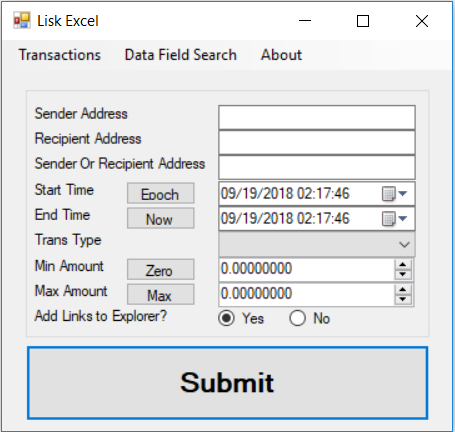 Lisk Excel
Transactions Data Field Search About
Sender Address
Recipient Address
Sender Or Recipient Address
Start Time Epoch 09/19/2018 02:17:46
End Time Now 09/19/2018 02:17:46
Trans Type
Min Amount Zero 0.00000000
Max Amount Max 0.00000000
Add Links to Explorer? Yes No
Submit